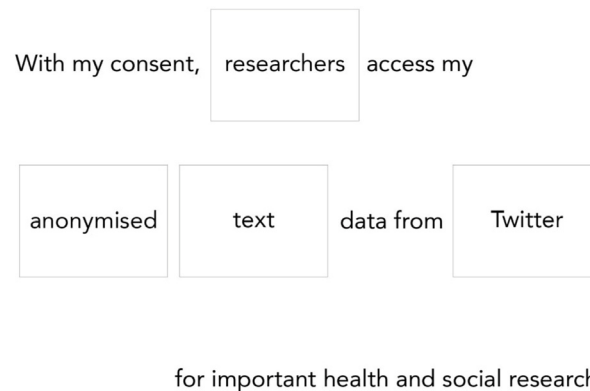 With my consent, researchers access my
anonymised text data from Twitter
for important health and social research